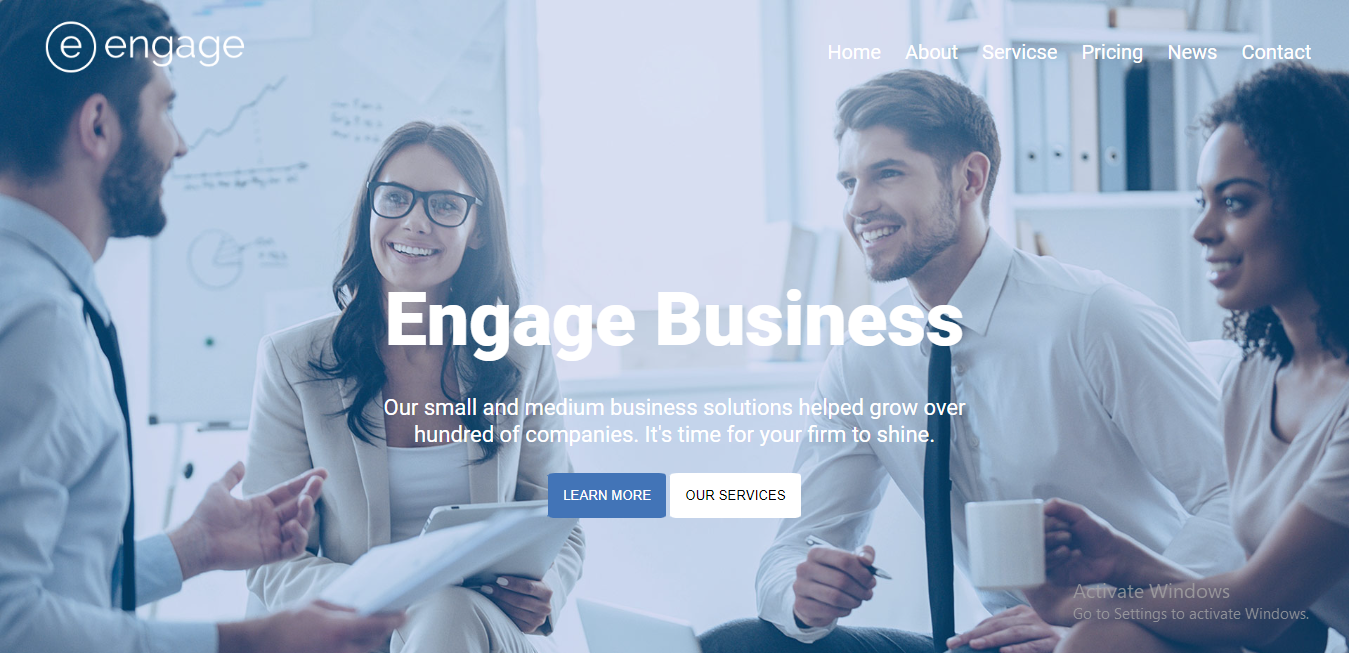 e engage
Home About Servicse Pricing News Contact
Engage Business
Our small and medium business solutions helped grow over
hundred of companies. It's time for your firm to shine.
LEARN MORE OUR SERVICES
Activate Windows
Go to Settings to activate Windows.